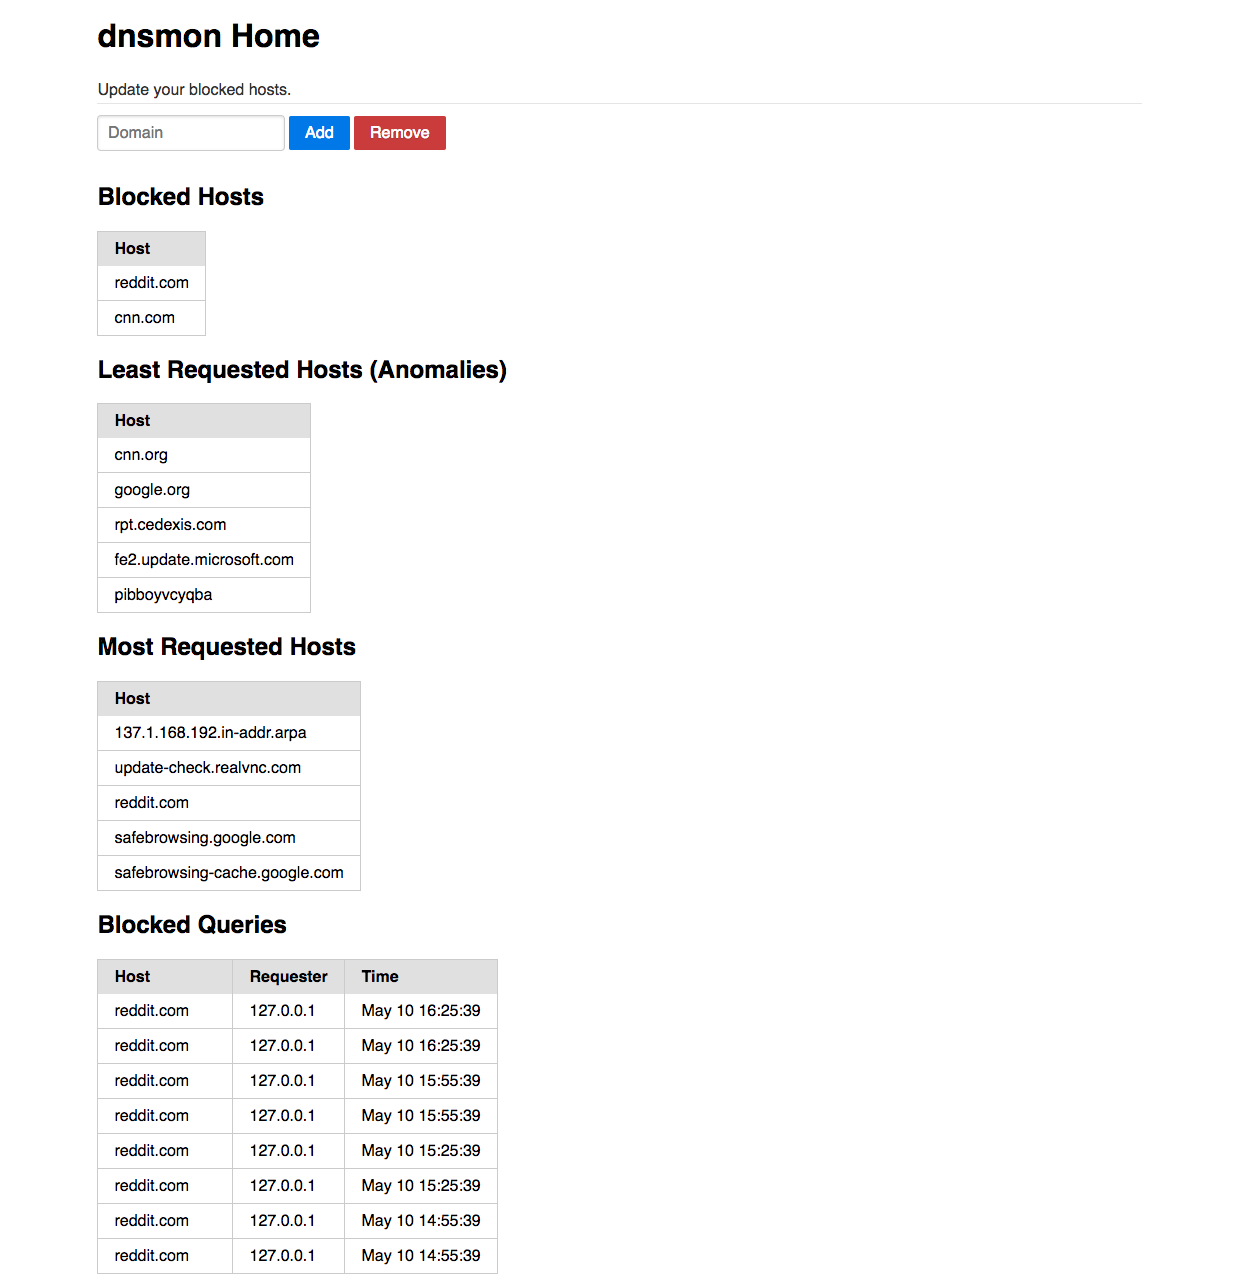 dnsmon Home
Update your blocked hosts.
Domain Add Remove
Blocked Hosts
Host
reddit.com
cnn.com
Least Requested Hosts (Anomalies)
Host
cnn.org
google.org
rpt.cedexis.com
fe2.update.microsoft.com
pibboyvcyqba
Most Requested Hosts
Host
137.1.168.192.in-addr.arpa
update-check.realvnc.com
reddit.com
safebrowsing.google.com
safebrowsing-cache.google.com
Blocked Queries
Host Requester Time
reddit.com 127.0.0.1 May 10 16:25:39
reddit.com 127.0.0.1 May 10 16:25:39
reddit.com 127.0.0.1 May 10 15:55:39
reddit.com 127.0.0.1 May 10 15:55:39
reddit.com 127.0.0.1 May 10 15:25:39
reddit.com 127.0.0.1 May 10 15:25:39
reddit.com 127.0.0.1 May 10 14:55:39
reddit.com 127.0.0.1 May 10 14:55:39